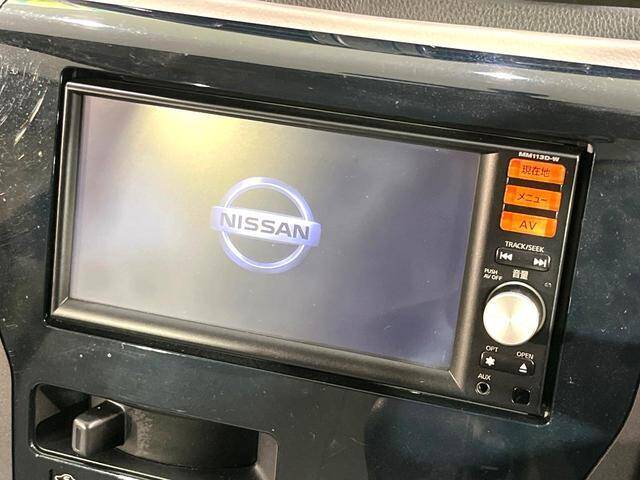 MM113D-W
現在地
メニュー
AV
NISSAN
TRACK/SEEK
PUSH
AV OFF
音量
OPT
OPEN
AUX